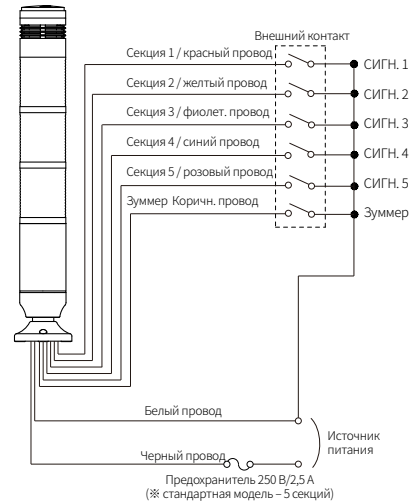 Внешний контакт
Секция 1 / красный провод
СИГН. 1
Секция 2 / желтый провод
СИГН. 2
Секция 3 / фиолет. провод
СИГН. 3
Секция 4 / синий провод
СИГН. 4
Секция 5 / розовый провод
СИГН. 5
Зуммер Коричн. провод
Зуммер
Белый провод
Источник
питания
Черный провод
Предохранитель 250 В/2,5 А
(※ стандартная модель – 5 секций)